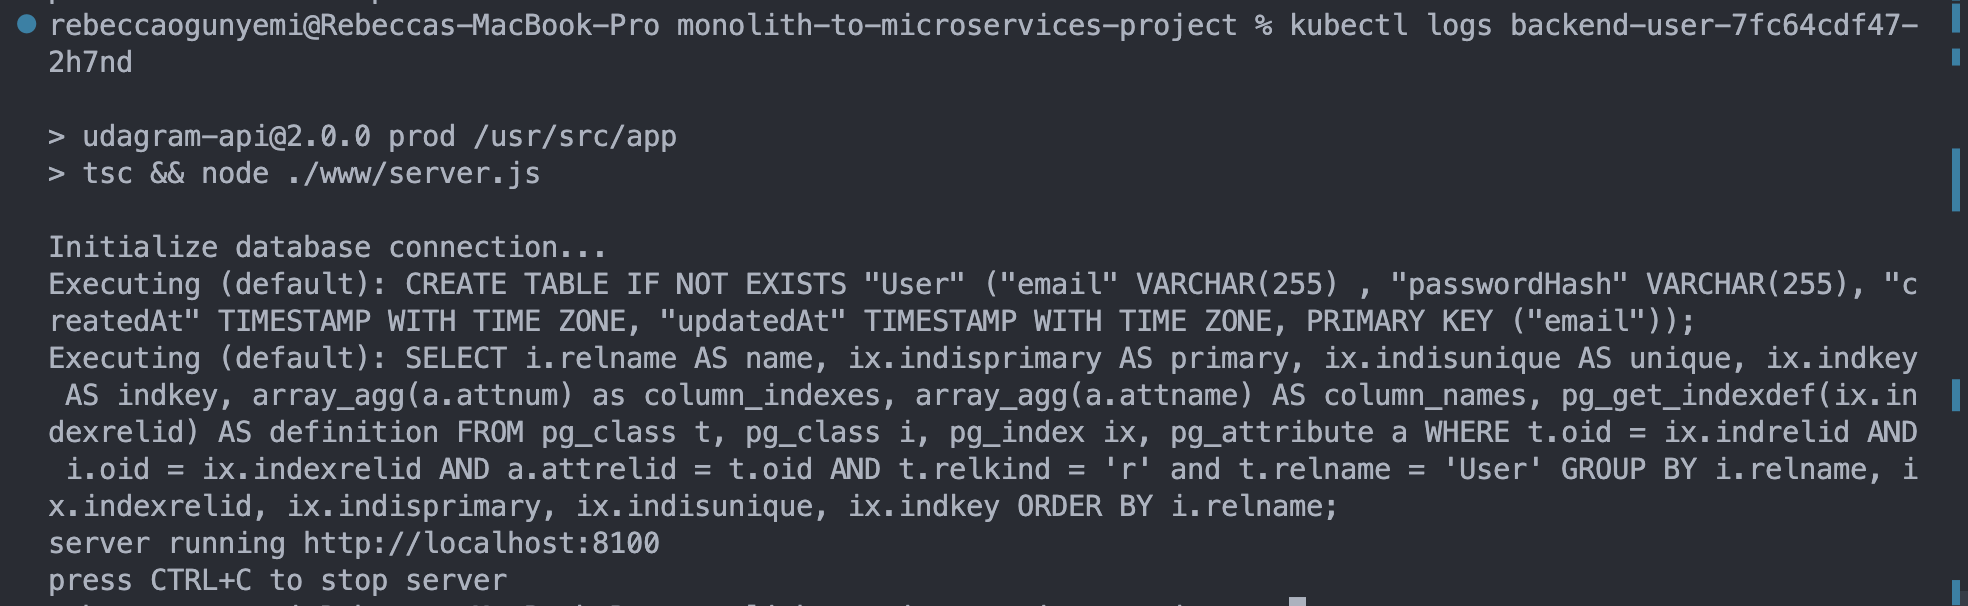 rebeccaogunyemi@Rebeccas-MacBook-Pro monolith-to-microservices-project % kubectl logs backend-user-7fc64cdf47-
2h7nd
> udagram-api@2.0.0 prod /usr/src/app
> tsc && node ./www/server.js
Initialize database connection...
Executing (default): CREATE TABLE IF NOT EXISTS "User" ("email" VARCHAR(255) , "passwordHash" VARCHAR(255), "c
reatedAt" TIMESTAMP WITH TIME ZONE, "updatedAt" TIMESTAMP WITH TIME ZONE, PRIMARY KEY ("email"));
Executing (default): SELECT i.relname AS name, ix.indisprimary AS primary, ix.indisunique AS unique, ix.indkey
 AS indkey, array_agg(a.attnum) as column_indexes, array_agg(a.attname) AS column_names, pg_get_indexdef(ix.in
dexrelid) AS definition FROM pg_class t, pg_class i, pg_index ix, pg_attribute a WHERE t.oid = ix.indrelid AND
 i.oid = ix.indexrelid AND a.attrelid = t.oid AND t.relkind = 'r' and t.relname = 'User' GROUP BY i.relname, i
x.indexrelid, ix.indisprimary, ix.indisunique, ix.indkey ORDER BY i.relname;
server running http://localhost:8100
press CTRL+C to stop server